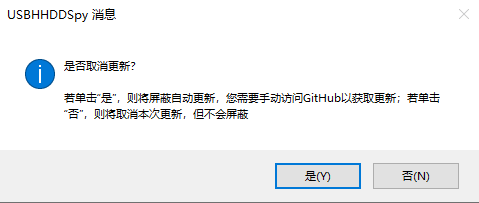 USBHHDDSpy 消息
是否取消更新？
若单击“是”，则将屏蔽自动更新，您需要手动访问GitHub以获取更新；若单击
“否”，则将取消本次更新，但不会屏蔽
是(Y)
否(N)